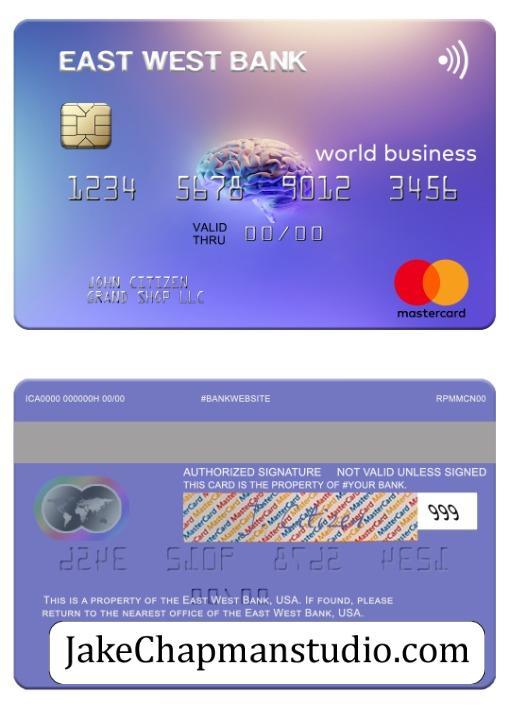 EAST WEST BANK
world business
1234 5678 9012 3456
VALID THRU 00/00
JOHN CITIZEN
GRAND SHOP LLC
mastercard
ICA0000 000000H 00/00 #BANKWEBSITE RPMMCN00
AUTHORIZED SIGNATURE NOT VALID UNLESS SIGNED
THIS CARD IS THE PROPERTY OF #YOUR BANK.
MasterCard
999
THIS IS A PROPERTY OF THE EAST WEST BANK, USA. IF FOUND, PLEASE
RETURN TO THE NEAREST OFFICE OF THE EAST WEST BANK, USA.
JakeChapmanstudio.com